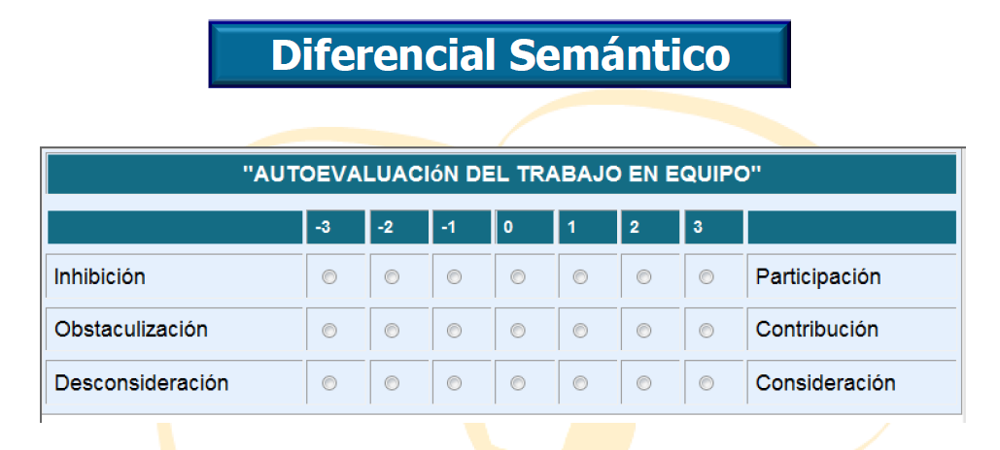 Diferencial Semántico
"AUTOEVALUACIóN DEL TRABAJO EN EQUIPO"
-3 -2 -1 0 1 2 3
Inhibición Participación
Obstaculización Contribución
Desconsideración Consideración